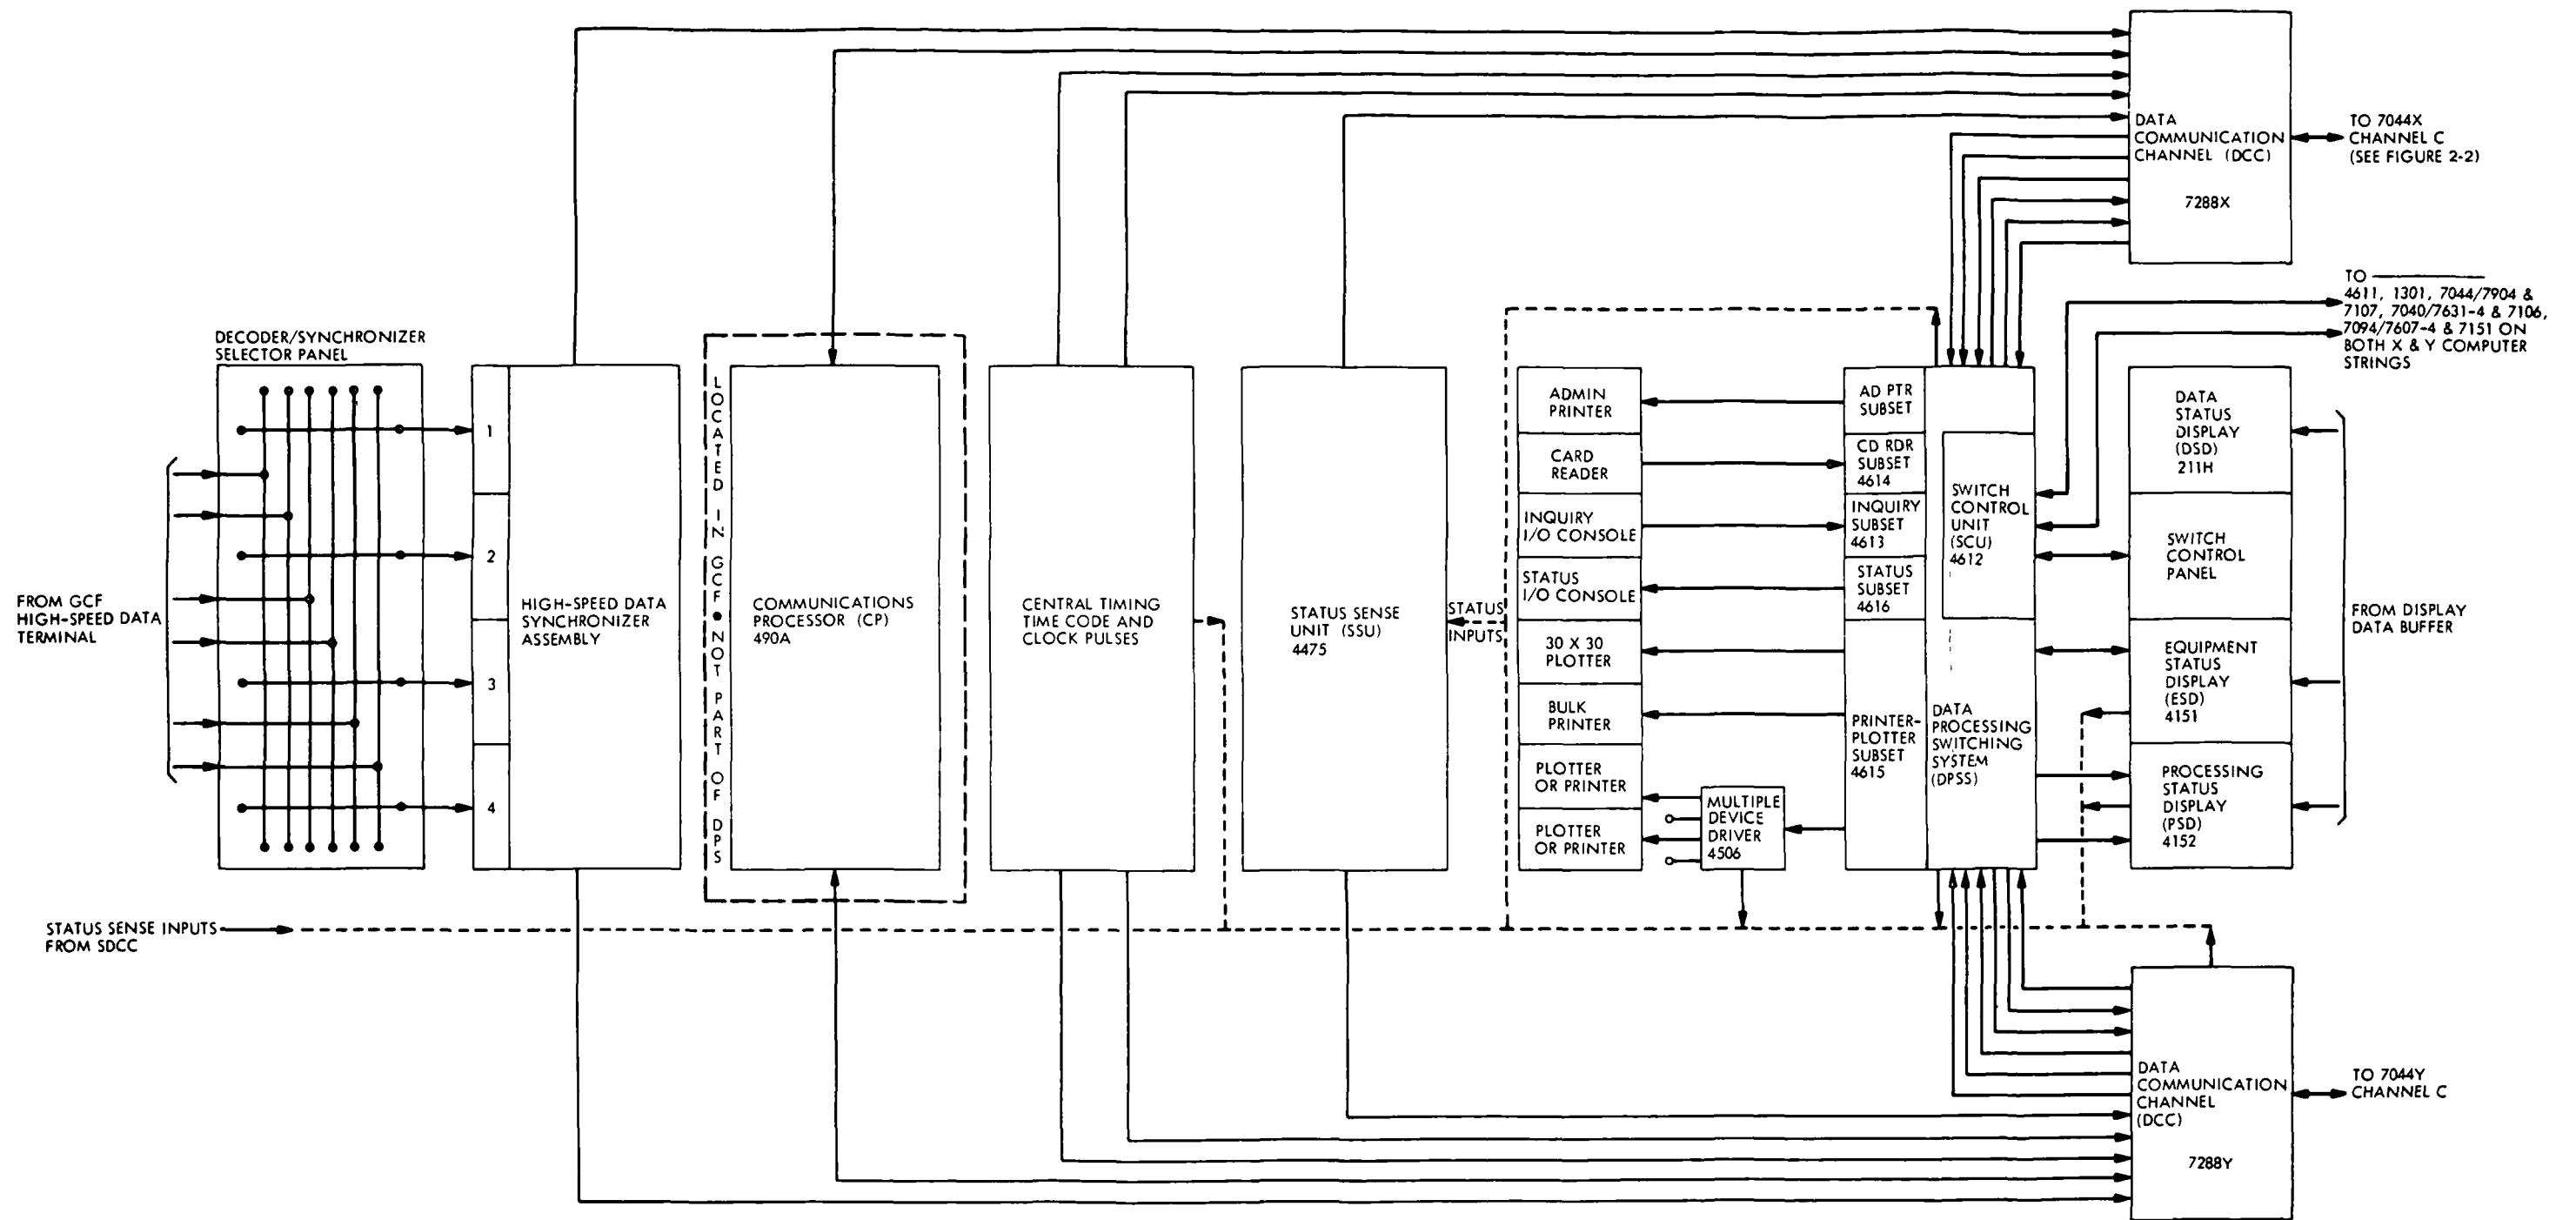 DECODER/SYNCHRONIZER
SELECTOR PANEL
FROM GCF
HIGH-SPEED DATA
TERMINAL
1
2
3
4
HIGH-SPEED DATA
SYNCHRONIZER
ASSEMBLY
LOCATED IN GCF • NOT PART OF DPS
COMMUNICATIONS
PROCESSOR (CP)
490A
CENTRAL TIMING
TIME CODE AND
CLOCK PULSES
STATUS SENSE
UNIT (SSU)
4475
STATUS
INPUTS
ADMIN
PRINTER
CARD
READER
INQUIRY
I/O CONSOLE
STATUS
I/O CONSOLE
30 X 30
PLOTTER
BULK
PRINTER
PLOTTER
OR PRINTER
PLOTTER
OR PRINTER
MULTIPLE
DEVICE
DRIVER
4506
AD PTR
SUBSET
CD RDR
SUBSET
4614
INQUIRY
SUBSET
4613
STATUS
SUBSET
4616
PRINTER-
PLOTTER
SUBSET
4615
SWITCH
CONTROL
UNIT
(SCU)
4612
DATA
PROCESSING
SWITCHING
SYSTEM
(DPSS)
DATA
COMMUNICATION
CHANNEL (DCC)
7288X
TO 7044X
CHANNEL C
(SEE FIGURE 2-2)
TO
4611, 1301, 7044/7904 &
7107, 7040/7631-4 & 7106,
7094/7607-4 & 7151 ON
BOTH X & Y COMPUTER
STRINGS
DATA
STATUS
DISPLAY
(DSD)
211H
SWITCH
CONTROL
PANEL
EQUIPMENT
STATUS
DISPLAY
(ESD)
4151
PROCESSING
STATUS
DISPLAY
(PSD)
4152
FROM DISPLAY
DATA BUFFER
STATUS SENSE INPUTS
FROM SDCC
DATA
COMMUNICATION
CHANNEL
(DCC)
7288Y
TO 7044Y
CHANNEL C